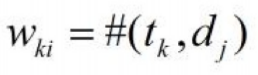 w_{ki} = #(t_k, d_j)